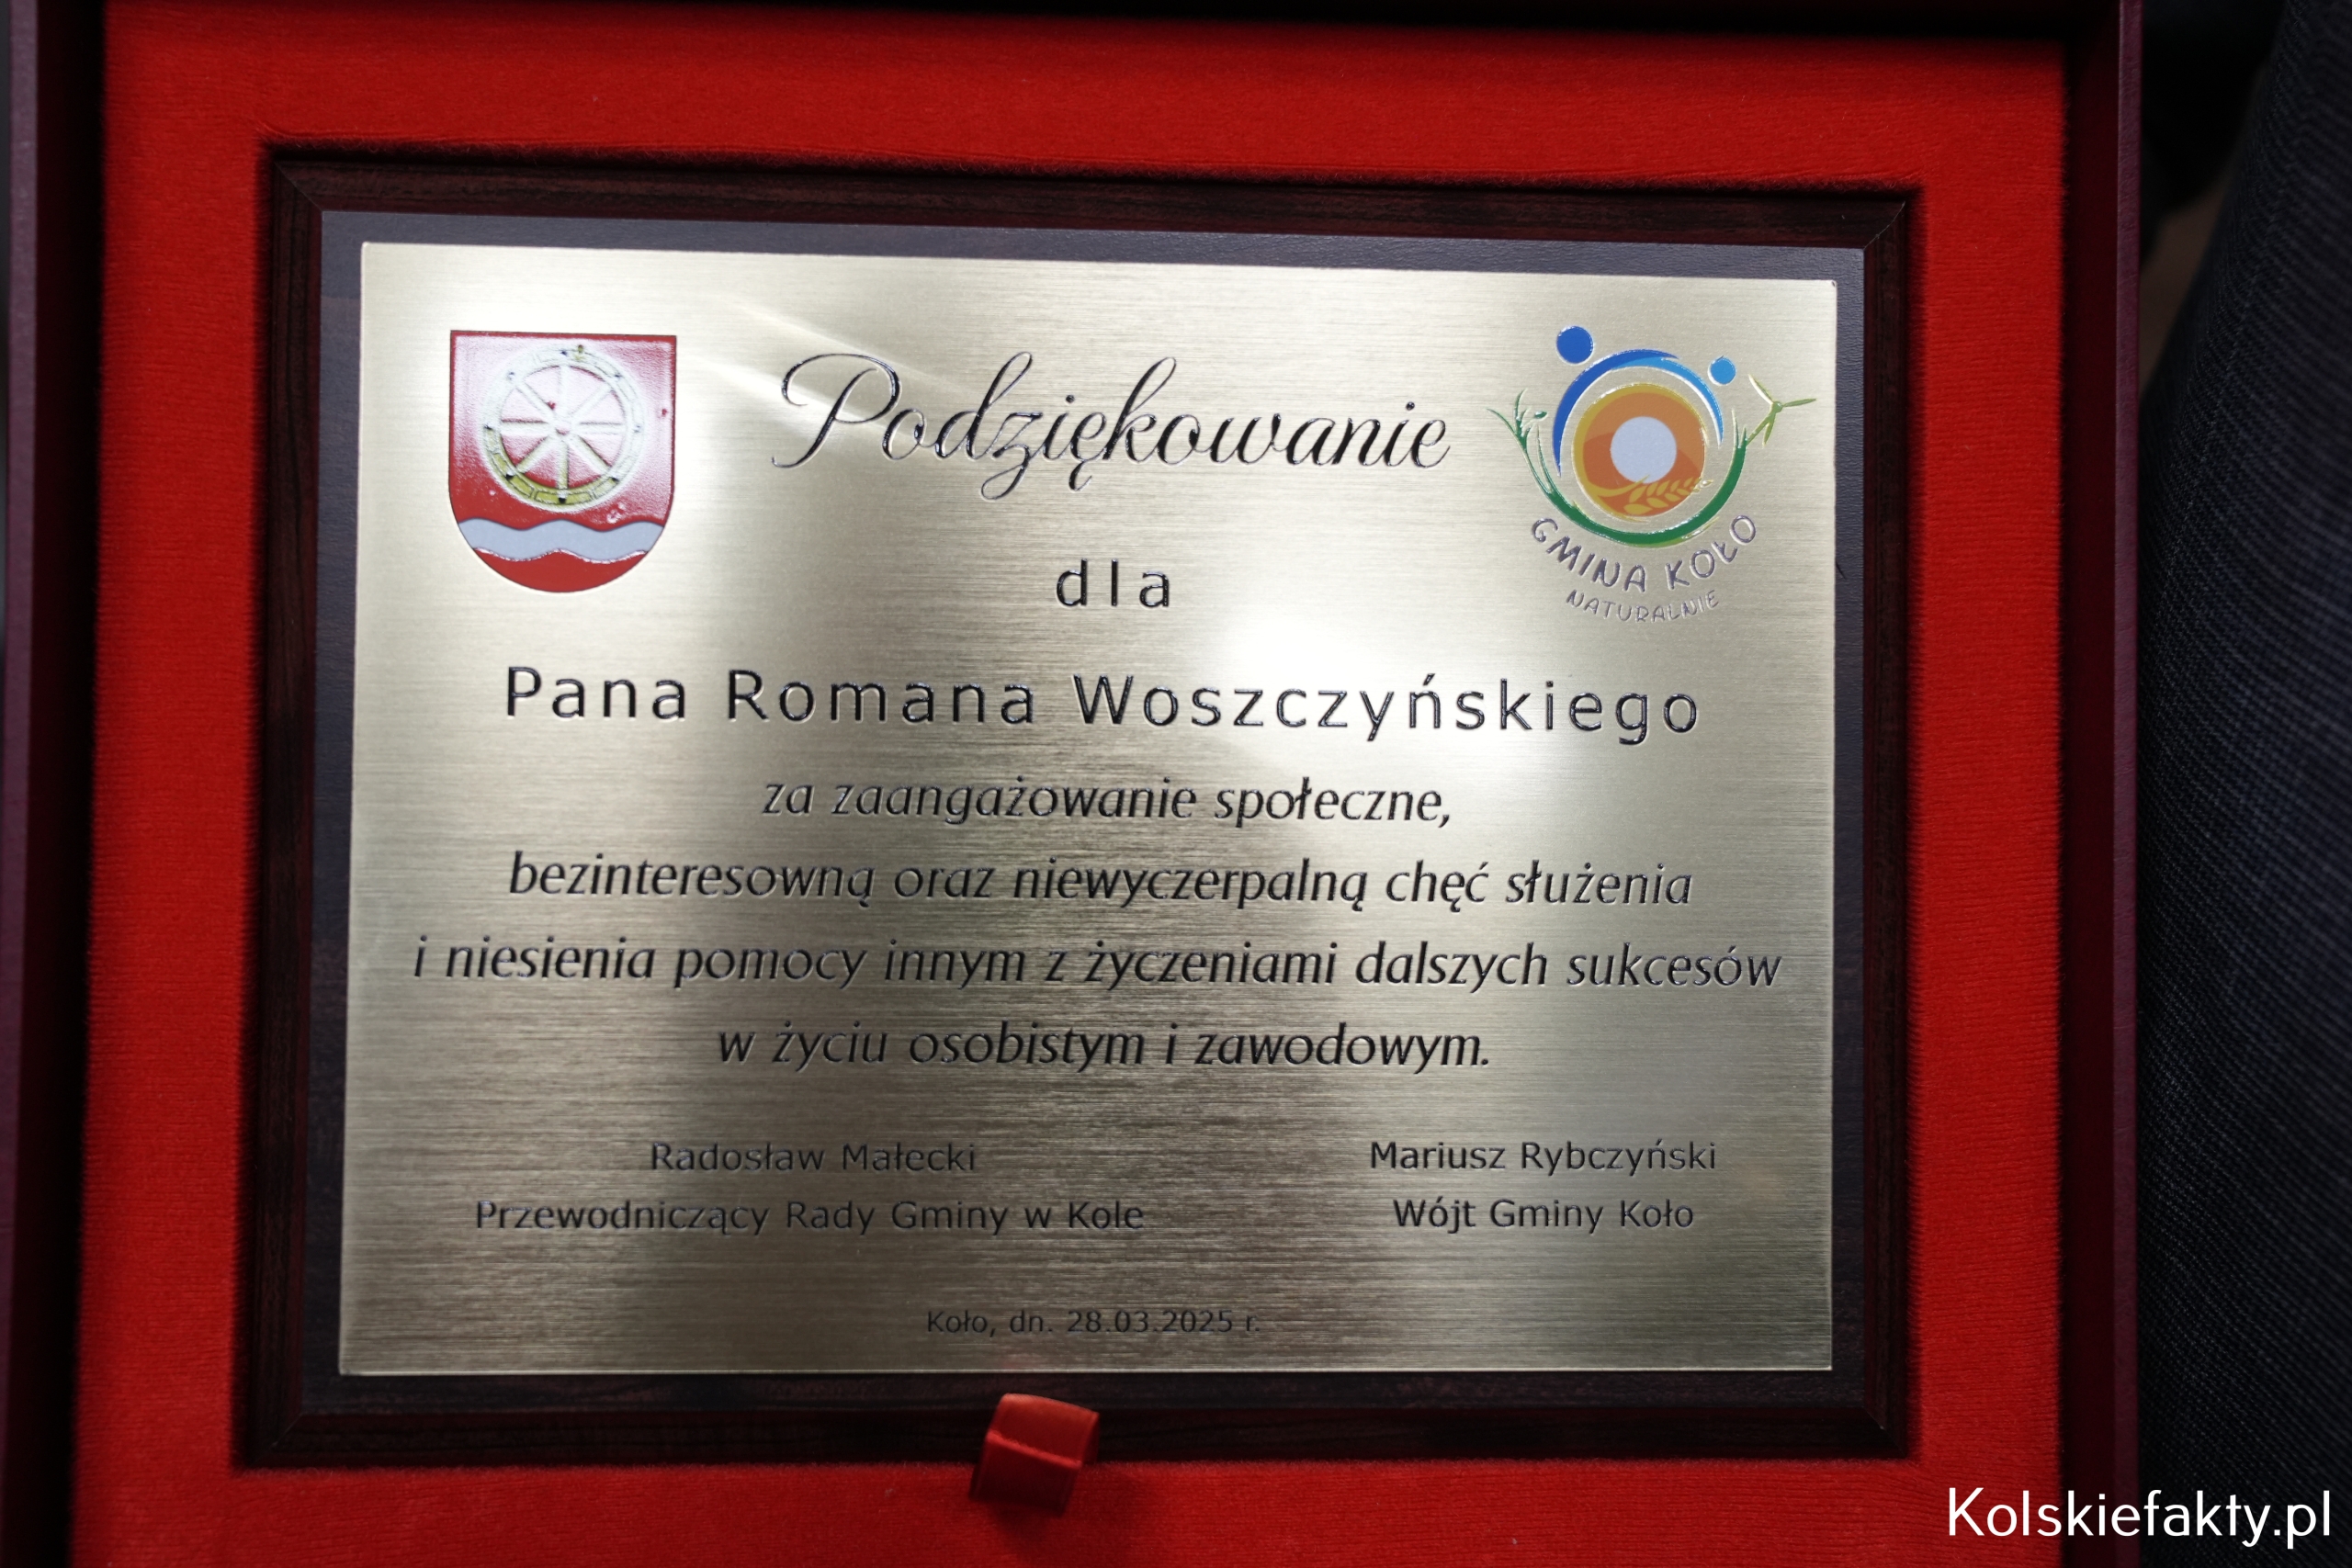 Podziękowanie
GMINA KOŁO
NATURALNIE
dla
Pana Romana Woszczyńskiego
za zaangażowanie społeczne,
bezinteresowną oraz niewyczerpalną chęć służenia
i niesienia pomocy innym z życzeniami dalszych sukcesów
w życiu osobistym i zawodowym.
Radosław Małecki
Przewodniczący Rady Gminy w Kole
Mariusz Rybczyński
Wójt Gminy Koło
Koło, dn. 28.03.2025 r.
Kolskiefakty.pl